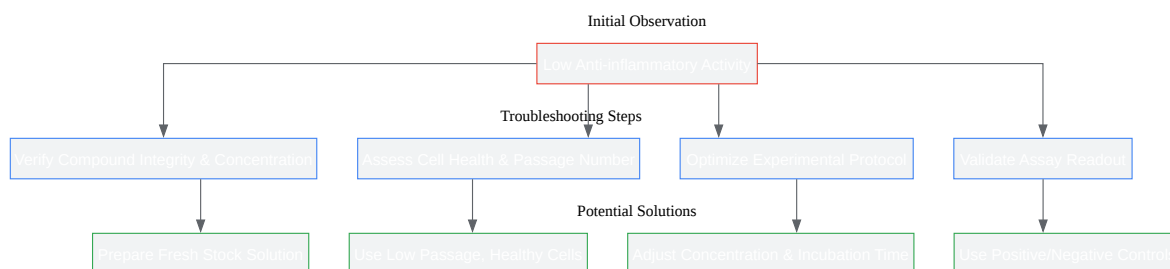 Initial Observation
Low Anti-inflammatory Activity
Troubleshooting Steps
Verify Compound Integrity & Concentration
Assess Cell Health & Passage Number
Optimize Experimental Protocol
Validate Assay Readout
Potential Solutions
Prepare Fresh Stock Solution
Use Low Passage, Healthy Cells
Adjust Concentration & Incubation Time
Use Positive/Negative Control